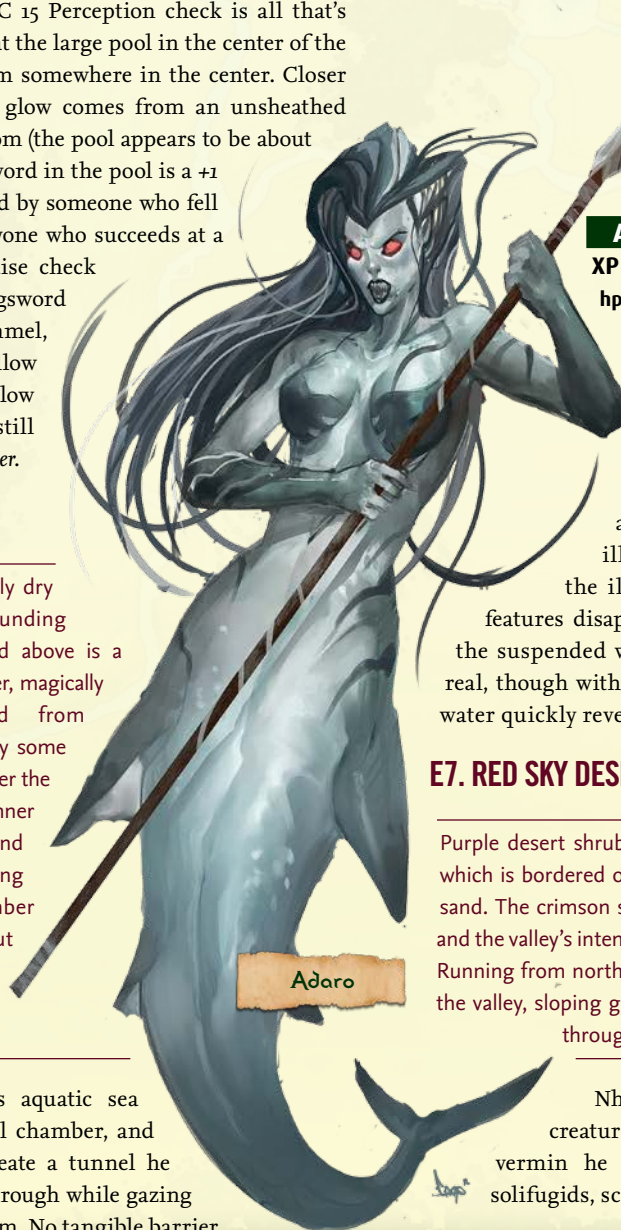 C 15 Perception check is all that's
t the large pool in the center of the
m somewhere in the center. Closer
glow comes from an unsheathed
om (the pool appears to be about
word in the pool is a +1
d by someone who fell
yone who succeeds at a
ise check
gsword
mmel,
llow
low
still
er.
ly dry
unding
d above is a
er, magically
d from
y some
er the
nner
nd
ng
ber
ut
s aquatic sea
l chamber, and
eate a tunnel he
rough while gazing
m. No tangible barrier
Adaro
A
XP
hp
a
ill
the il
features disap
the suspended w
real, though with
water quickly reve
E7. RED SKY DES
Purple desert shrub
which is bordered o
sand. The crimson s
and the valley's inten
Running from north
the valley, sloping g
throug
Nh
creatur
vermin he
solifugids, sc